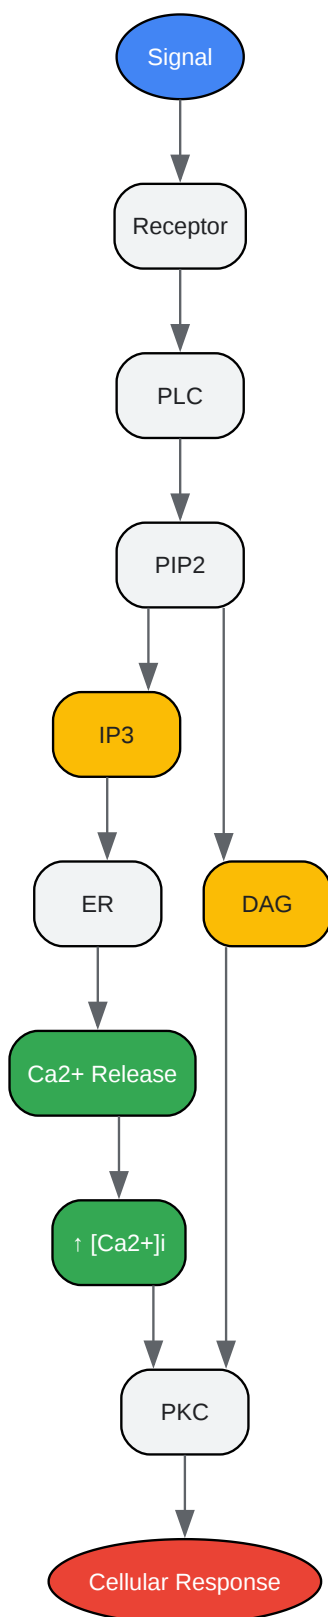 Signal
Receptor
PLC
PIP2
IP3
ER
DAG
Ca2+ Release
↑ [Ca2+]i
PKC
Cellular Response